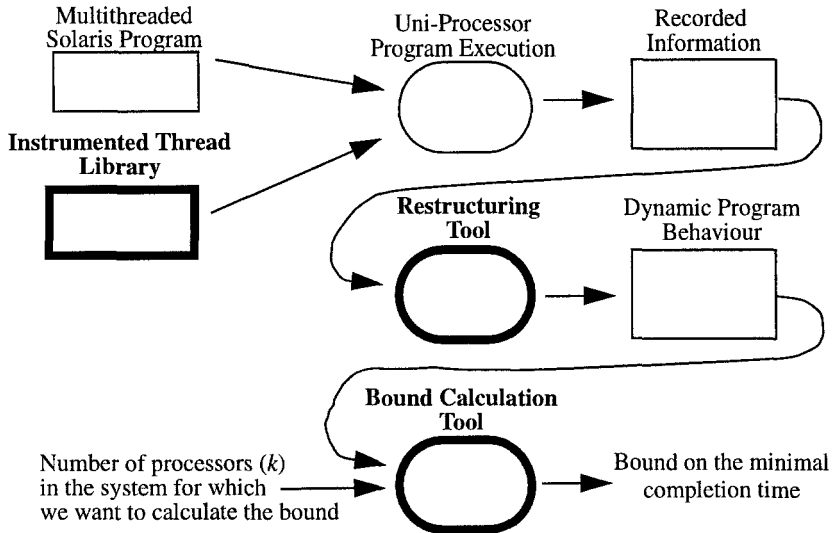 Multithreaded
Solaris Program
Uni-Processor
Program Execution
Recorded
Information
Instrumented Thread
Library
Restructuring
Tool
Dynamic Program
Behaviour
Bound Calculation
Tool
Number of processors (k)
in the system for which
we want to calculate the bound
Bound on the minimal
completion time